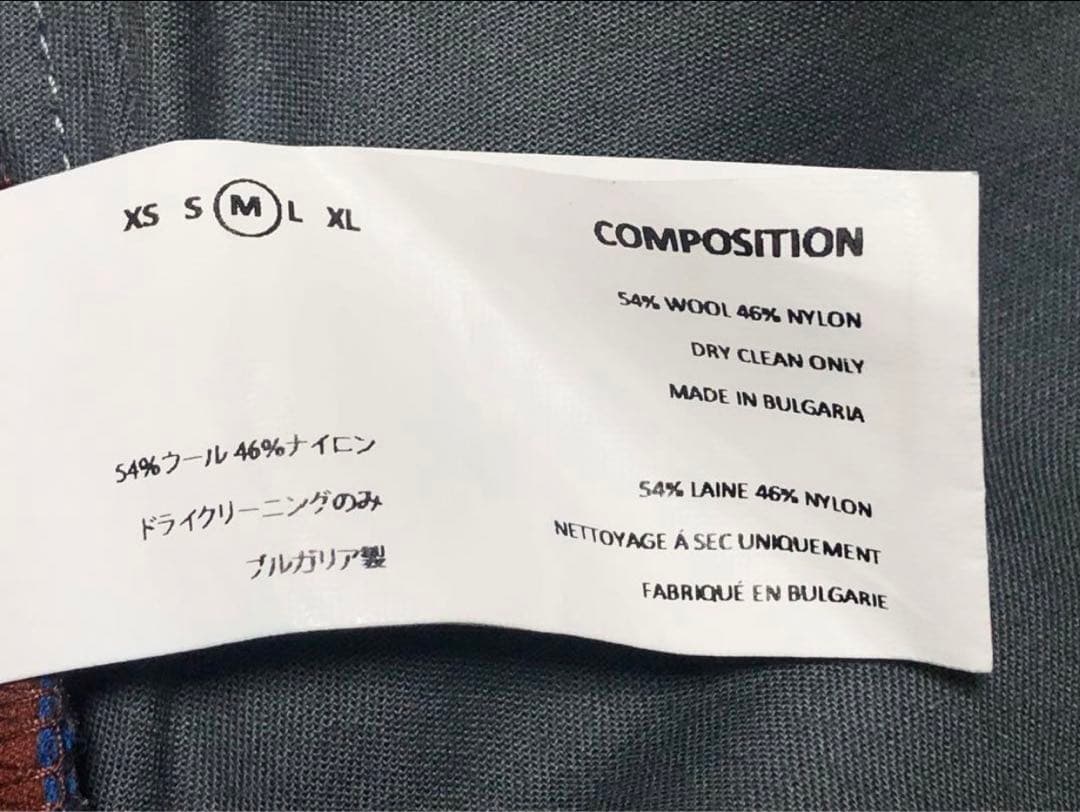 XS S M L XL
54%ウール 46%ナイロン
ドライクリーニングのみ
ブルガリア製
COMPOSITION
54% WOOL 46% NYLON
DRY CLEAN ONLY
MADE IN BULGARIA
54% LAINE 46% NYLON
NETTOYAGE Á SEC UNIQUEMENT
FABRIQUÉ EN BULGARIE